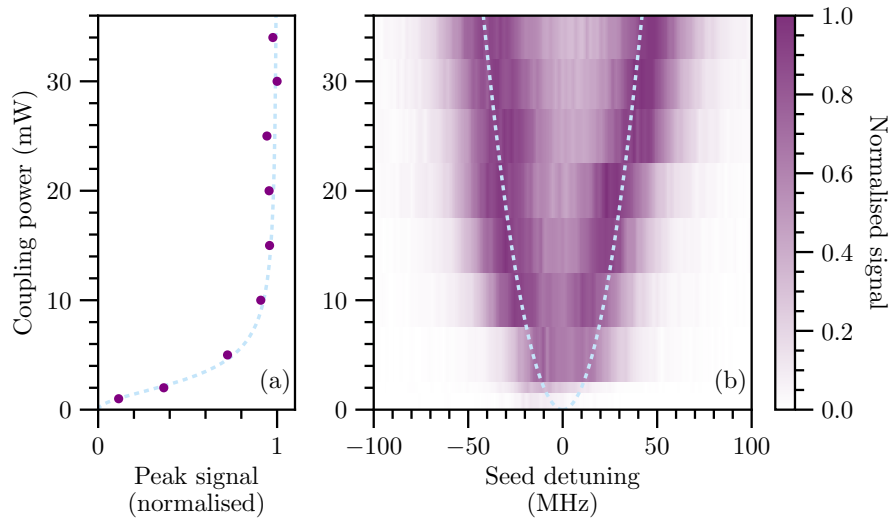 Coupling power (mW)
30
20
10
0
0
1
Peak signal
(normalised)
(a)
30
20
10
0
−100
−50
0
50
100
Seed detuning
(MHz)
(b)
1.0
0.8
0.6
0.4
0.2
0.0
Normalised signal